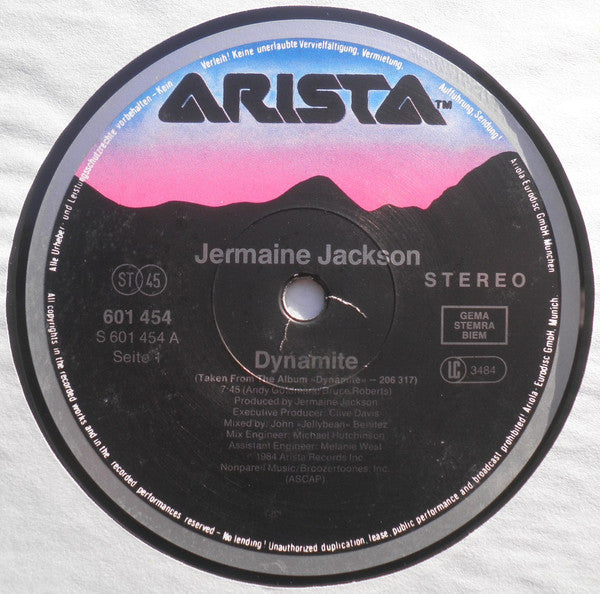 Alle Urheber- und Leistungsschutzrechte vorbehalten – Kein Verleih! Keine unerlaubte Vervielfältigung, Vermietung, Aufführung, Sendung!
ARISTA™
Ariola-Eurodisc GmbH, München
Jermaine Jackson
ST 45
STEREO
601 454
S 601 454 A
Seite 1
GEMA
STEMRA
BIEM
LC 3484
Dynamite
(Taken From The Album »Dynamite« – 206 317)
7·45 (Andy Goldmark/Bruce Roberts)
Produced by Jermaine Jackson
Executive Producer: Clive Davis
Mixed by: John »Jellybean« Benitez
Mix Engineer: Michael Hutchinson
Assistant Engineer: Melanie West
℗ 1984 Arista Records Inc.
Nonpareil Music/Broozertoones, Inc.
(ASCAP)
All copyrights in the recorded works and in the recorded performances reserved – No lending! Unauthorized duplication, lease, public performance and broadcast prohibited! Ariola-Eurodisc GmbH, Munich.